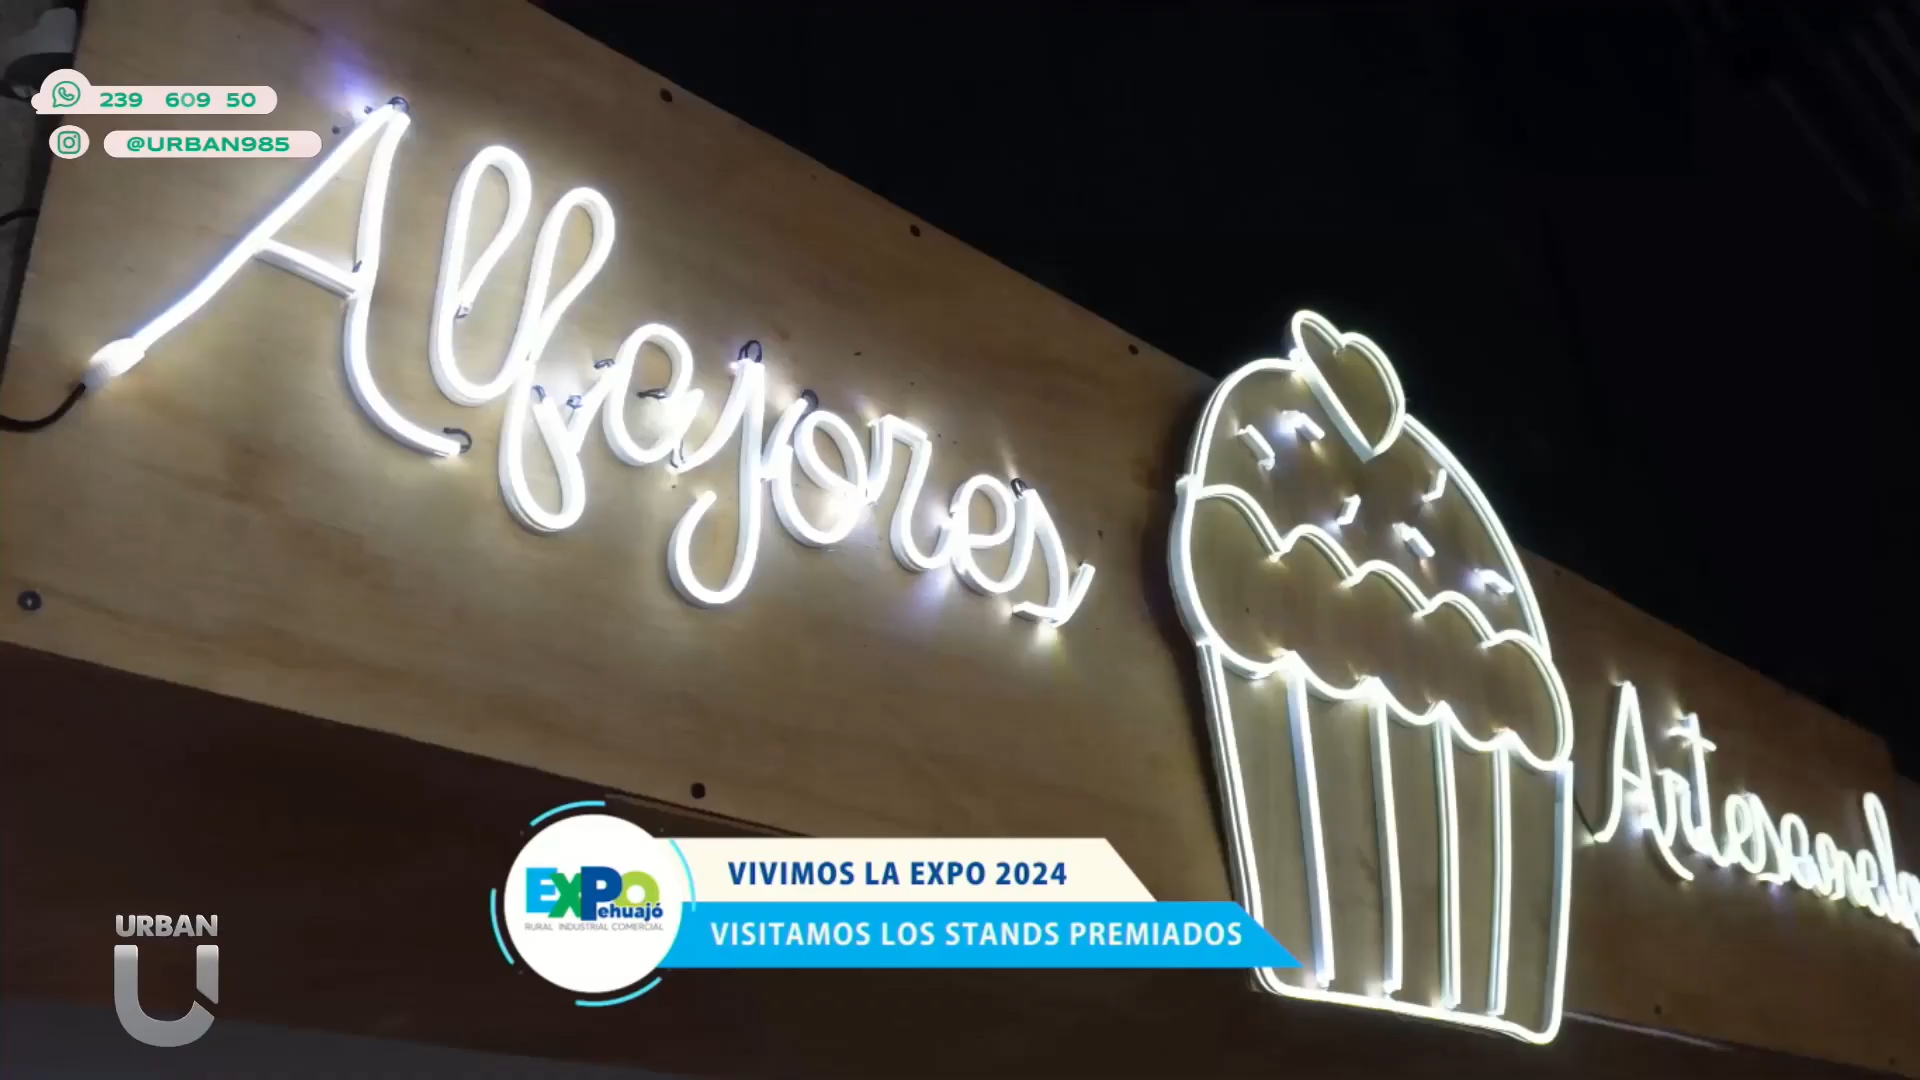 239 609 50
@URBAN985
Alfajores
VIVIMOS LA EXPO 2024
EXPO
Pehuajó
RURAL INDUSTRIAL COMERCIAL
VISITAMOS LOS STANDS PREMIADOS
URBAN
U